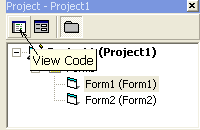 Project - Project1
(Project1)
View Code
Form1 (Form1)
Form2 (Form2)